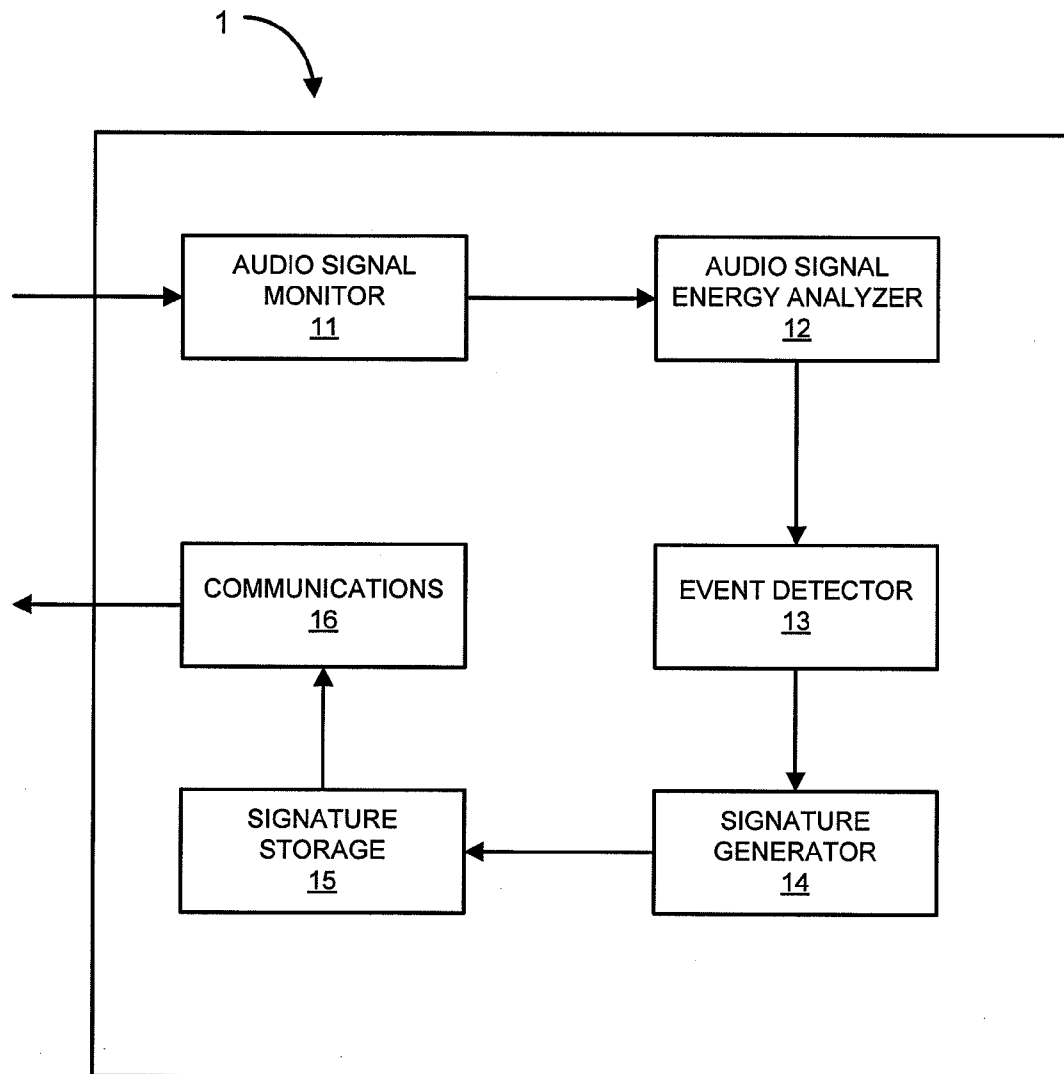 1
AUDIO SIGNAL
MONITOR
11
AUDIO SIGNAL
ENERGY ANALYZER
12
COMMUNICATIONS
16
EVENT DETECTOR
13
SIGNATURE
STORAGE
15
SIGNATURE
GENERATOR
14